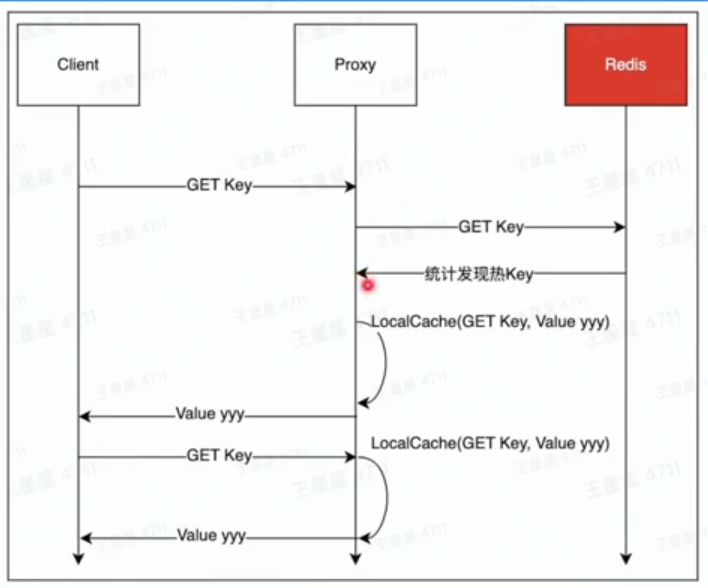 Client
Proxy
Redis
GET Key
GET Key
统计发现热Key
LocalCache(GET Key, Value yyy)
Value yyy
LocalCache(GET Key, Value yyy)
GET Key
Value yyy
王星星 4711